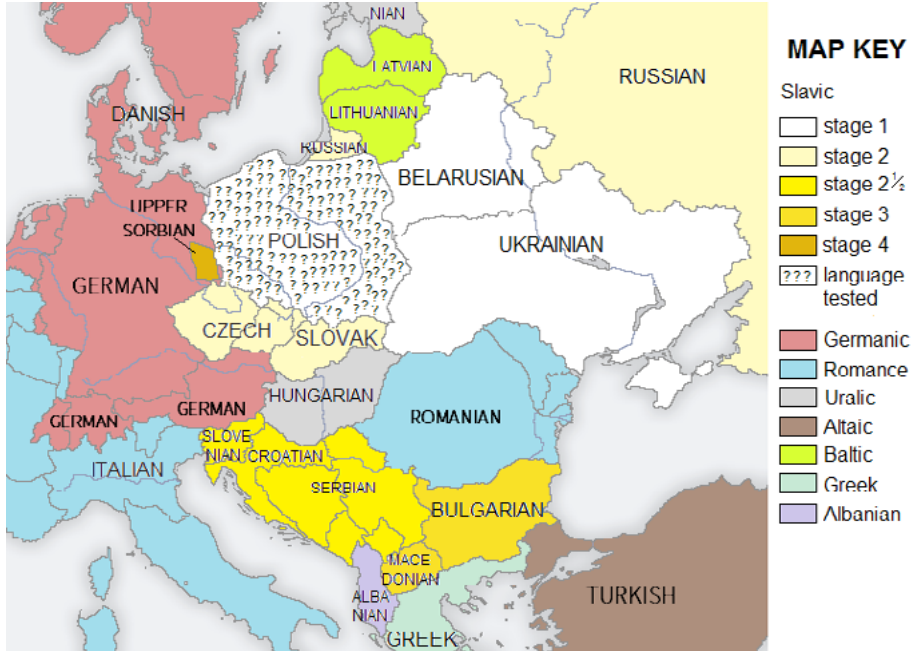 NIAN
LATVIAN
LITHUANIAN
RUSSIAN
RUSSIAN
DANISH
BELARUSIAN
UPPER
SORBIAN
POLISH
UKRAINIAN
GERMAN
CZECH
SLOVAK
HUNGARIAN
GERMAN
GERMAN
ROMANIAN
SLOVE
NIAN
CROATIAN
ITALIAN
SERBIAN
BULGARIAN
MACE
DONIAN
ALBA
NIAN
TURKISH
GREEK
MAP KEY
Slavic
stage 1
stage 2
stage 2½
stage 3
stage 4
??? language
tested
Germanic
Romance
Uralic
Altaic
Baltic
Greek
Albanian